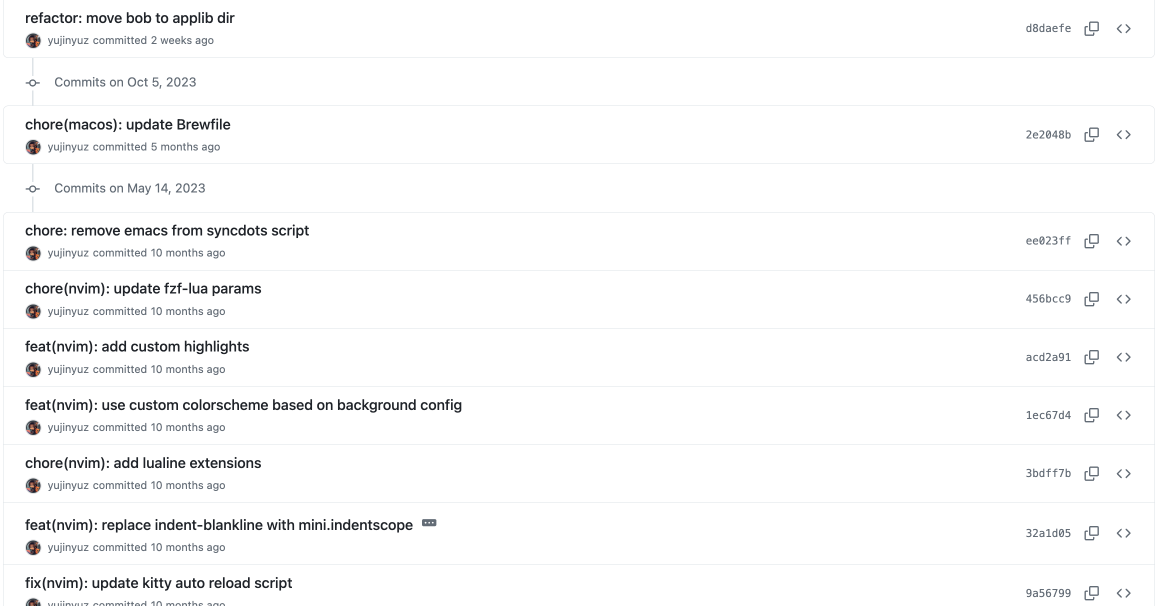 refactor: move bob to applib dir
yujinyuz committed 2 weeks ago
d8daefe
Commits on Oct 5, 2023
chore(macos): update Brewfile
yujinyuz committed 5 months ago
2e2048b
Commits on May 14, 2023
chore: remove emacs from syncdots script
yujinyuz committed 10 months ago
ee023ff
chore(nvim): update fzf-lua params
yujinyuz committed 10 months ago
456bcc9
feat(nvim): add custom highlights
yujinyuz committed 10 months ago
acd2a91
feat(nvim): use custom colorscheme based on background config
yujinyuz committed 10 months ago
1ec67d4
chore(nvim): add lualine extensions
yujinyuz committed 10 months ago
3bdff7b
feat(nvim): replace indent-blankline with mini.indentscope
yujinyuz committed 10 months ago
32a1d05
fix(nvim): update kitty auto reload script
yujinyuz committed 10 months ago
9a56799